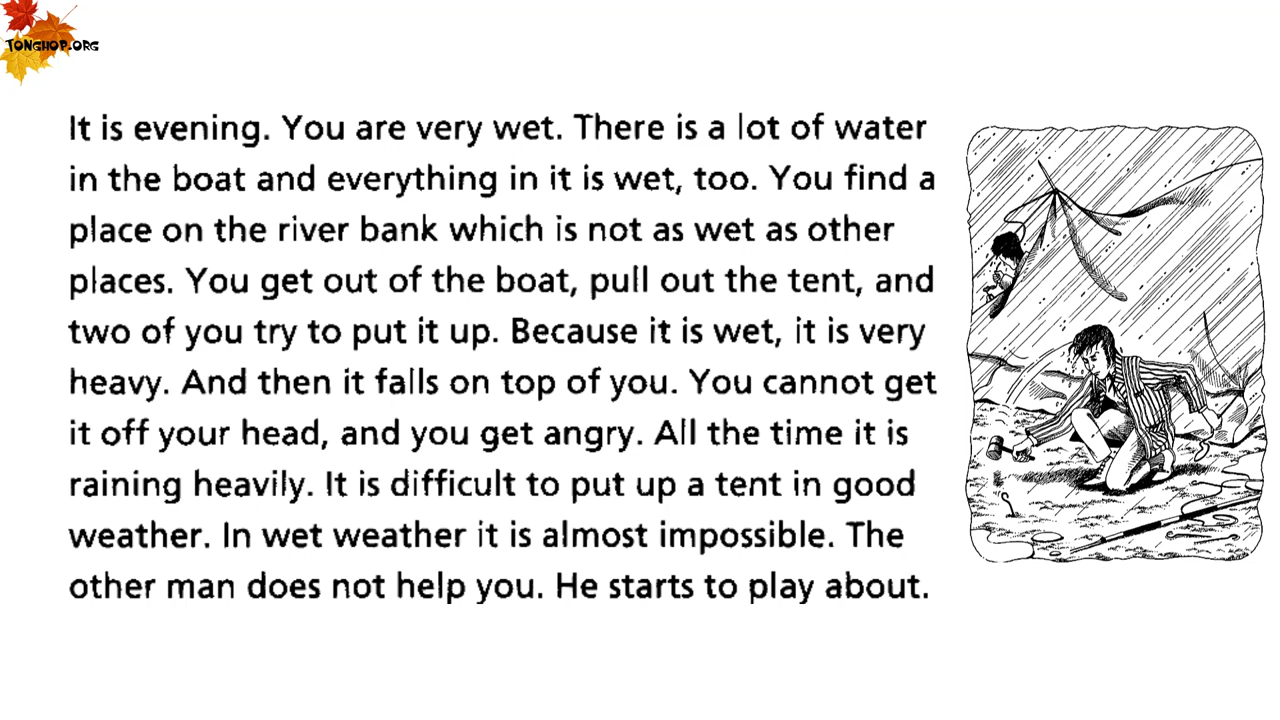 TONGHOP.ORG
It is evening. You are very wet. There is a lot of water
in the boat and everything in it is wet, too. You find a
place on the river bank which is not as wet as other
places. You get out of the boat, pull out the tent, and
two of you try to put it up. Because it is wet, it is very
heavy. And then it falls on top of you. You cannot get
it off your head, and you get angry. All the time it is
raining heavily. It is difficult to put up a tent in good
weather. In wet weather it is almost impossible. The
other man does not help you. He starts to play about.